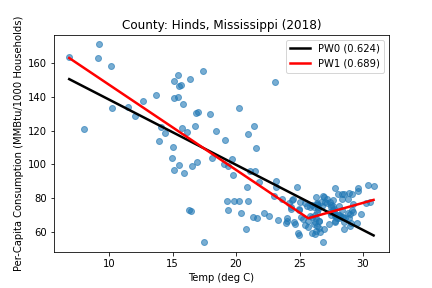 County: Hinds, Mississippi (2018)
Per-Capita Consumption (MMBtu/1000 Households)
160
140
120
100
80
60
PW0 (0.624)
PW1 (0.689)
10 15 20 25 30
Temp (deg C)